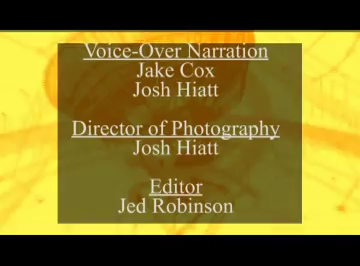 Voice-Over Narration
Jake Cox
Josh Hiatt
Director of Photography
Josh Hiatt
Editor
Jed Robinson